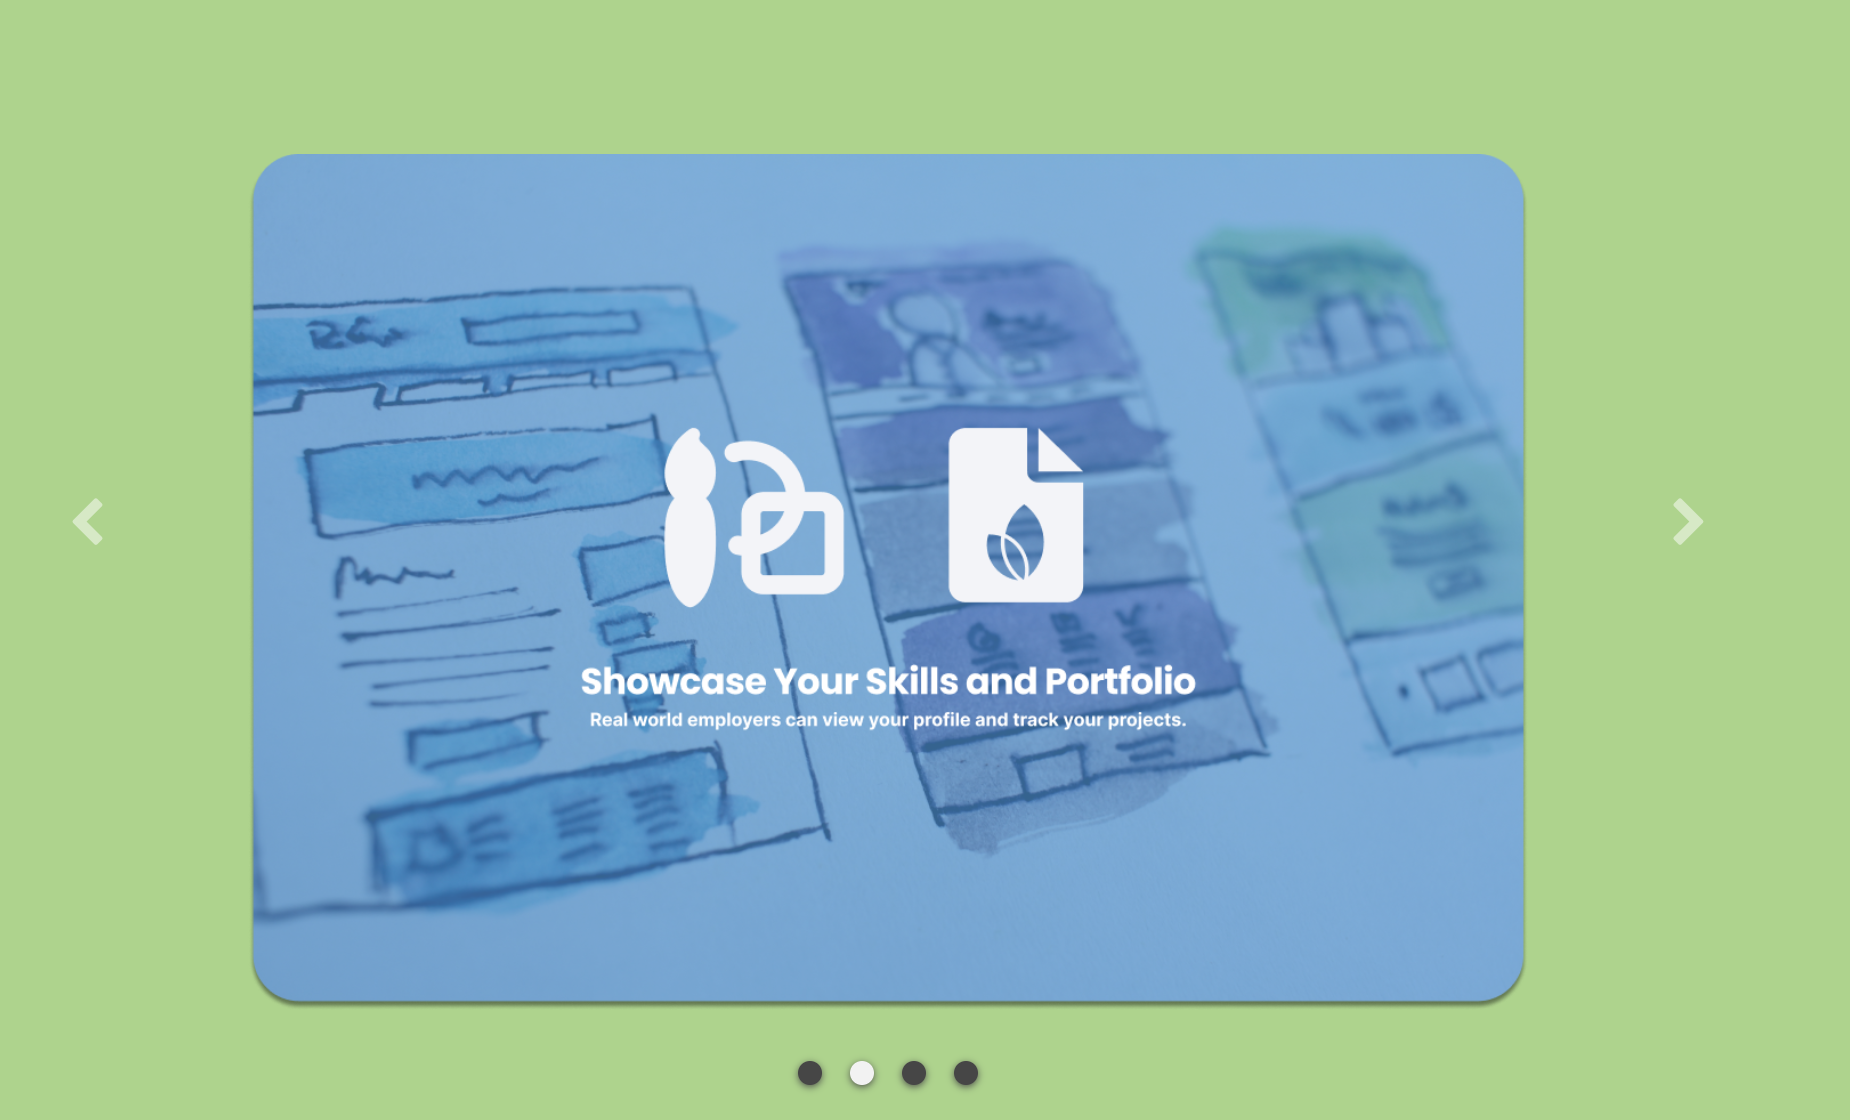 Showcase Your Skills and Portfolio
Real world employers can view your profile and track your projects.